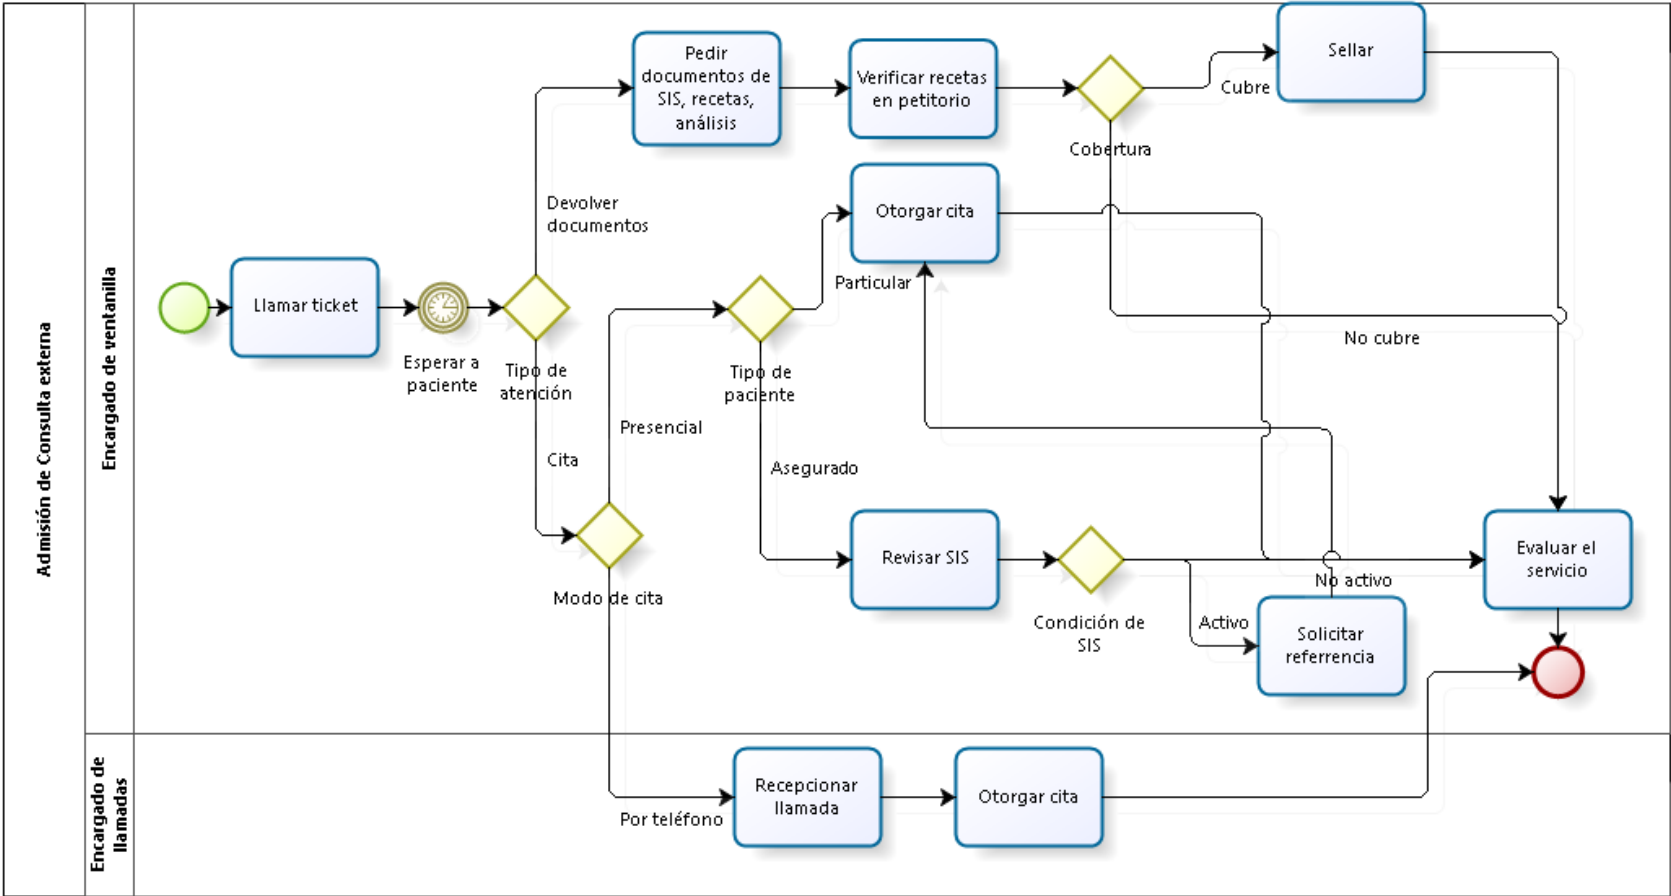 Admisión de Consulta externa
Encargado de ventanilla
Encargado de
llamadas
Llamar ticket
Esperar a
paciente
Tipo de
atención
Devolver
documentos
Cita
Pedir
documentos de
SIS, recetas,
análisis
Verificar recetas
en petitorio
Cobertura
Cubre
Sellar
No cubre
Otorgar cita
Particular
Tipo de
paciente
Presencial
Asegurado
Modo de cita
Revisar SIS
Condición de
SIS
No activo
Activo
Solicitar
referrencia
Evaluar el
servicio
Por teléfono
Recepcionar
llamada
Otorgar cita